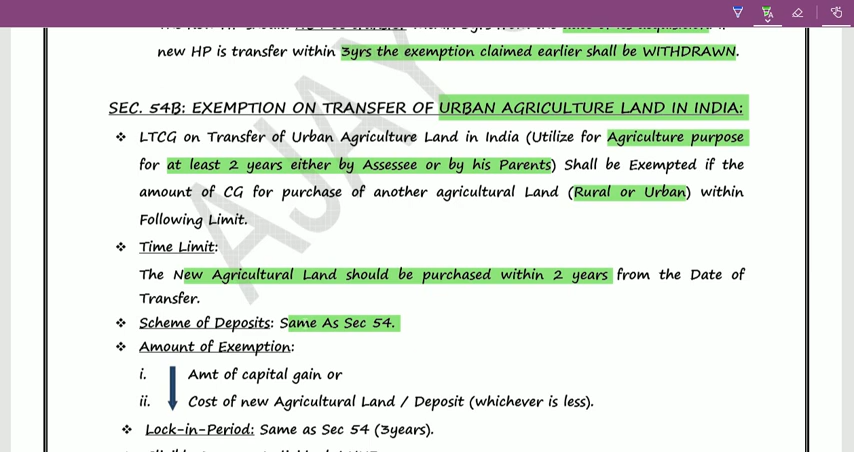 new HP is transfer within 3yrs the exemption claimed earlier shall be WITHDRAWN.
SEC. 54B: EXEMPTION ON TRANSFER OF URBAN AGRICULTURE LAND IN INDIA:
❖ LTCG on Transfer of Urban Agriculture Land in India (Utilize for Agriculture purpose
for at least 2 years either by Assessee or by his Parents) Shall be Exempted if the
amount of CG for purchase of another agricultural Land (Rural or Urban) within
Following Limit.
❖ Time Limit:
The New Agricultural Land should be purchased within 2 years from the Date of
Transfer.
❖ Scheme of Deposits: Same As Sec 54.
❖ Amount of Exemption:
i. Amt of capital gain or
ii. Cost of new Agricultural Land / Deposit (whichever is less).
❖ Lock-in-Period: Same as Sec 54 (3years).
AJAY